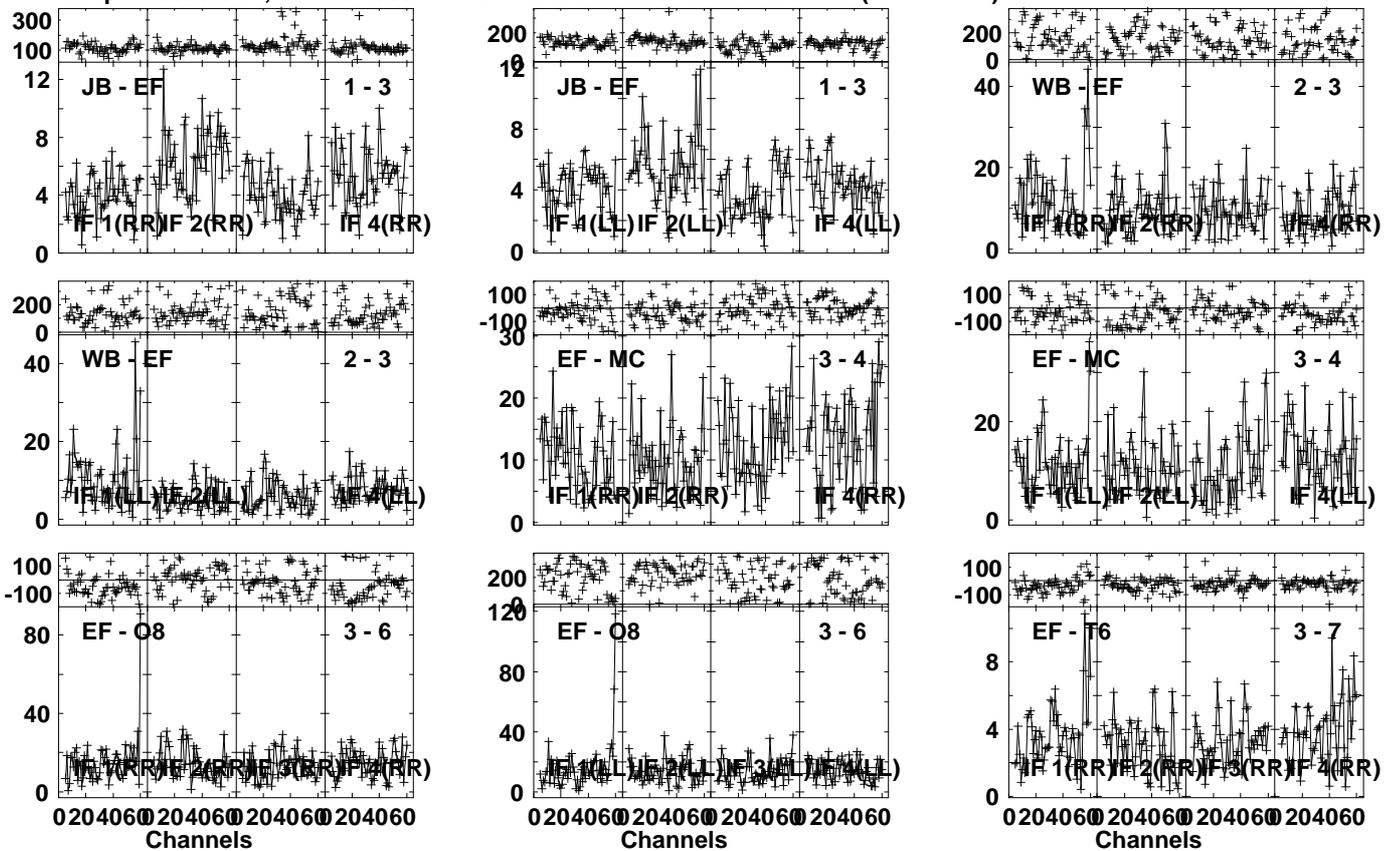 300
100
12
8
4
0
JB - EF
1 - 3
IF 1(RR)
IF 2(RR)
IF 4(RR)
200
0
12
8
4
0
JB - EF
1 - 3
IF 1(LL)
IF 2(LL)
IF 4(LL)
200
0
40
20
0
WB - EF
2 - 3
IF 1(RR)
IF 2(RR)
IF 4(RR)
200
0
40
20
0
WB - EF
2 - 3
IF 1(LL)
IF 2(LL)
IF 4(LL)
100
-100
30
20
10
0
EF - MC
3 - 4
IF 1(RR)
IF 2(RR)
IF 4(RR)
100
-100
20
0
EF - MC
3 - 4
IF 1(LL)
IF 2(LL)
IF 4(LL)
100
-100
80
40
0
EF - O8
3 - 6
IF 1(RR)
IF 2(RR)
IF 3(RR)
IF 4(RR)
0 20 40 60 0 20 40 60 0 20 40 60 0 20 40 60
Channels
200
0
120
80
40
0
EF - O8
3 - 6
IF 1(LL)
IF 2(LL)
IF 3(LL)
IF 4(LL)
0 20 40 60 0 20 40 60 0 20 40 60 0 20 40 60
Channels
100
-100
8
4
0
EF - T6
3 - 7
IF 1(RR)
IF 2(RR)
IF 3(RR)
IF 4(RR)
0 20 40 60 0 20 40 60 0 20 40 60 0 20 40 60
Channels